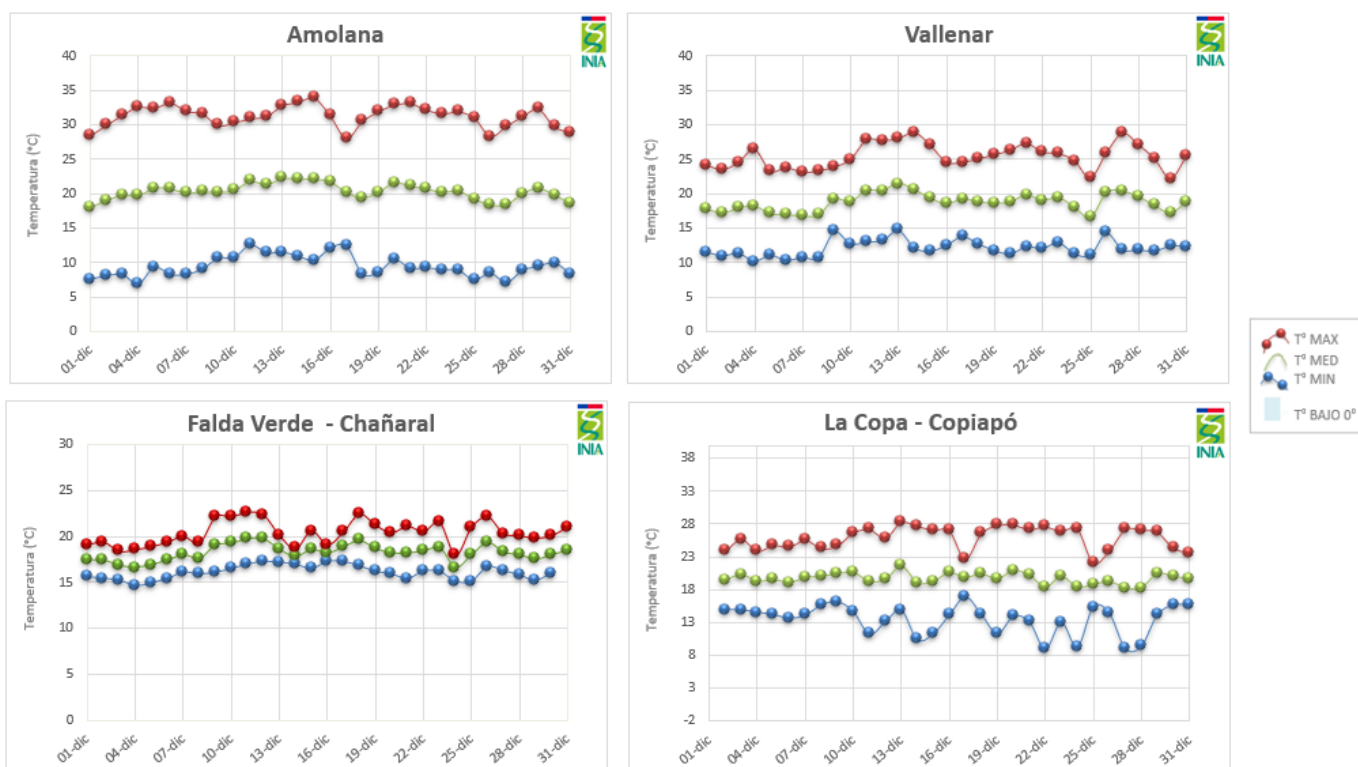 Amolana
INIA
Temperatura (°C)
40
35
30
25
20
15
10
5
0
01-dic
04-dic
07-dic
10-dic
13-dic
16-dic
19-dic
22-dic
25-dic
28-dic
31-dic
Vallenar
INIA
Temperatura (°C)
40
35
30
25
20
15
10
5
0
01-dic
04-dic
07-dic
10-dic
13-dic
16-dic
19-dic
22-dic
25-dic
28-dic
31-dic
T° MAX
T° MED
T° MIN
T° BAJO 0°
Falda Verde - Chañaral
INIA
Temperatura (°C)
30
25
20
15
10
5
0
01-dic
04-dic
07-dic
10-dic
13-dic
16-dic
19-dic
22-dic
25-dic
28-dic
31-dic
La Copa - Copiapó
INIA
Temperatura (°C)
38
33
28
23
18
13
8
3
-2
01-dic
04-dic
07-dic
10-dic
13-dic
16-dic
19-dic
22-dic
25-dic
28-dic
31-dic